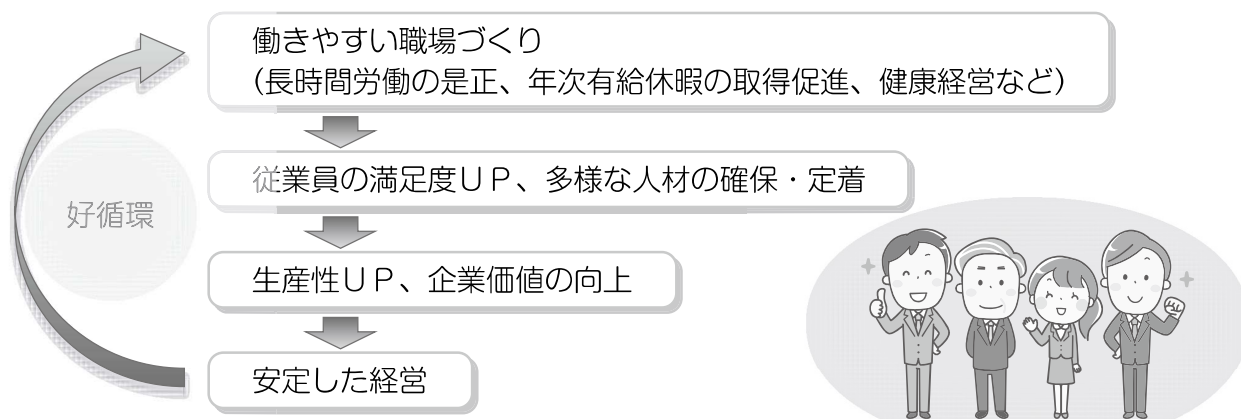 働きやすい職場づくり
（長時間労働の是正、年次有給休暇の取得促進、健康経営など）
従業員の満足度ＵＰ、多様な人材の確保・定着
好循環
生産性ＵＰ、企業価値の向上
安定した経営